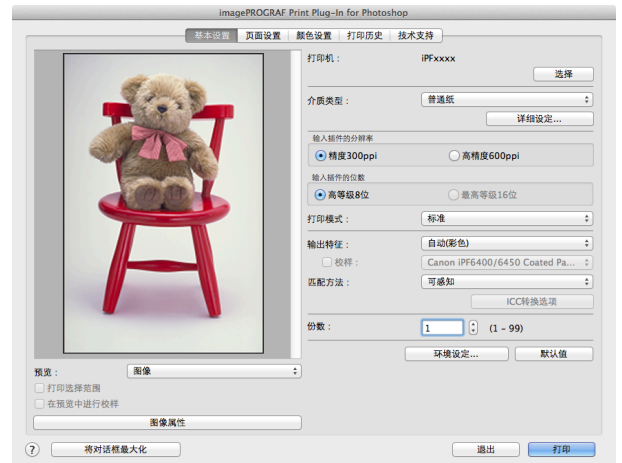 imagePROGRAF Print Plug-In for Photoshop
基本设置 页面设置 颜色设置 打印历史 技术支持
打印机： iPFxxxx
选择
介质类型： 普通纸
详细设定...
输入插件的分辨率
精度300ppi 高精度600ppi
输入插件的位数
高等级8位 最高等级16位
打印模式： 标准
输出特征： 自动(彩色)
校样： Canon iPF6400/6450 Coated Pa...
匹配方法： 可感知
ICC转换选项
份数： 1 (1 – 99)
环境设定... 默认值
预览： 图像
打印选择范围
在预览中进行校样
图像属性
? 将对话框最大化 退出 打印